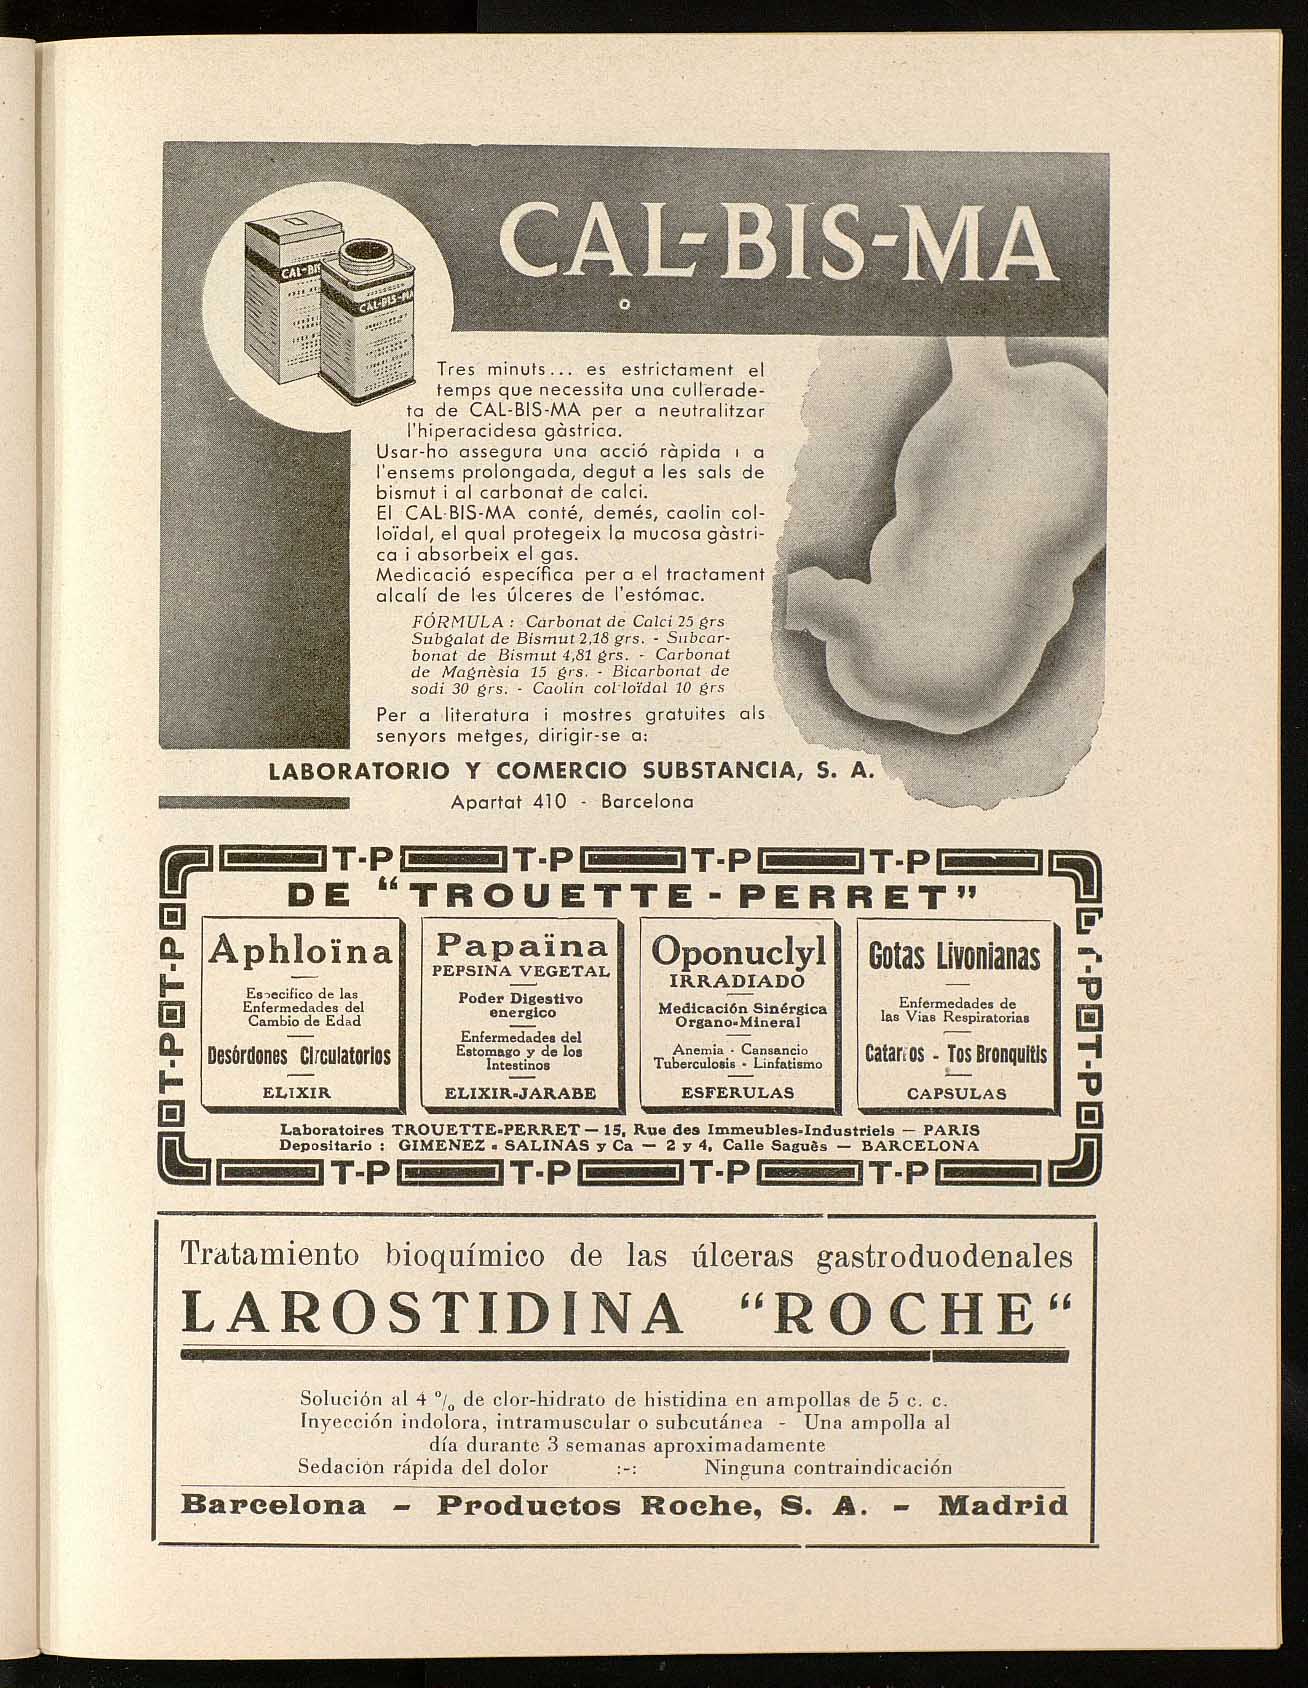 CAL-BIS-MA
CAL-BIS
CAL-BIS-MA
Tres minuts... es estrictament el
temps que necessita una cullerade-
ta de CAL-BIS-MA per a neutralitzar
l'hiperacidesa gàstrica.
Usar-ho assegura una acció ràpida i a
l'ensems prolongada, degut a les sals de
bismut i al carbonat de calci.
El CAL-BIS-MA conté, demés, caolin col-
loïdal, el qual protegeix la mucosa gàstri-
ca i absorbeix el gas.
Medicació específica per a el tractament
alcalí de les úlceres de l'estómac.
FÓRMULA : Carbonat de Calci 25 grs
Subgalat de Bismut 2,18 grs. - Subcar-
bonat de Bismut 4,81 grs. - Carbonat
de Magnèsia 15 grs. - Bicarbonat de
sodi 30 grs. - Caolin col·loïdal 10 grs
Per a literatura i mostres gratuites als
senyors metges, dirigir-se a:
LABORATORIO Y COMERCIO SUBSTANCIA, S. A.
Apartat 410 - Barcelona
T-P T-P T-P T-P
DE "TROUETTE-PERRET"
T-P T-P
T-P T-P
Aphloïna
Especifico de las
Enfermedades del
Cambio de Edad
Desórdones Circulatorios
ELIXIR
Papaïna
PEPSINA VEGETAL
Poder Digestivo
energico
Enfermedades del
Estomago y de los
Intestinos
ELIXIR-JARABE
Oponuclyl
IRRADIADO
Medicación Sinérgica
Organo-Mineral
Anemia - Cansancio
Tuberculosis - Linfatismo
ESFERULAS
Gotas Livonianas
Enfermedades de
las Vias Respiratorias
Catarros - Tos Bronquitis
CAPSULAS
Laboratoires TROUETTE-PERRET — 15, Rue des Immeubles-Industriels — PARIS
Depositario : GIMENEZ - SALINAS y Ca — 2 y 4, Calle Sagués — BARCELONA
T-P T-P T-P T-P
Tratamiento bioquímico de las úlceras gastroduodenales
LAROSTIDINA "ROCHE"
Solución al 4 % de clor-hidrato de histidina en ampollas de 5 c. c.
Inyección indolora, intramuscular o subcutánea - Una ampolla al
día durante 3 semanas aproximadamente
Sedación rápida del dolor :-: Ninguna contraindicación
Barcelona - Productos Roche, S. A. - Madrid